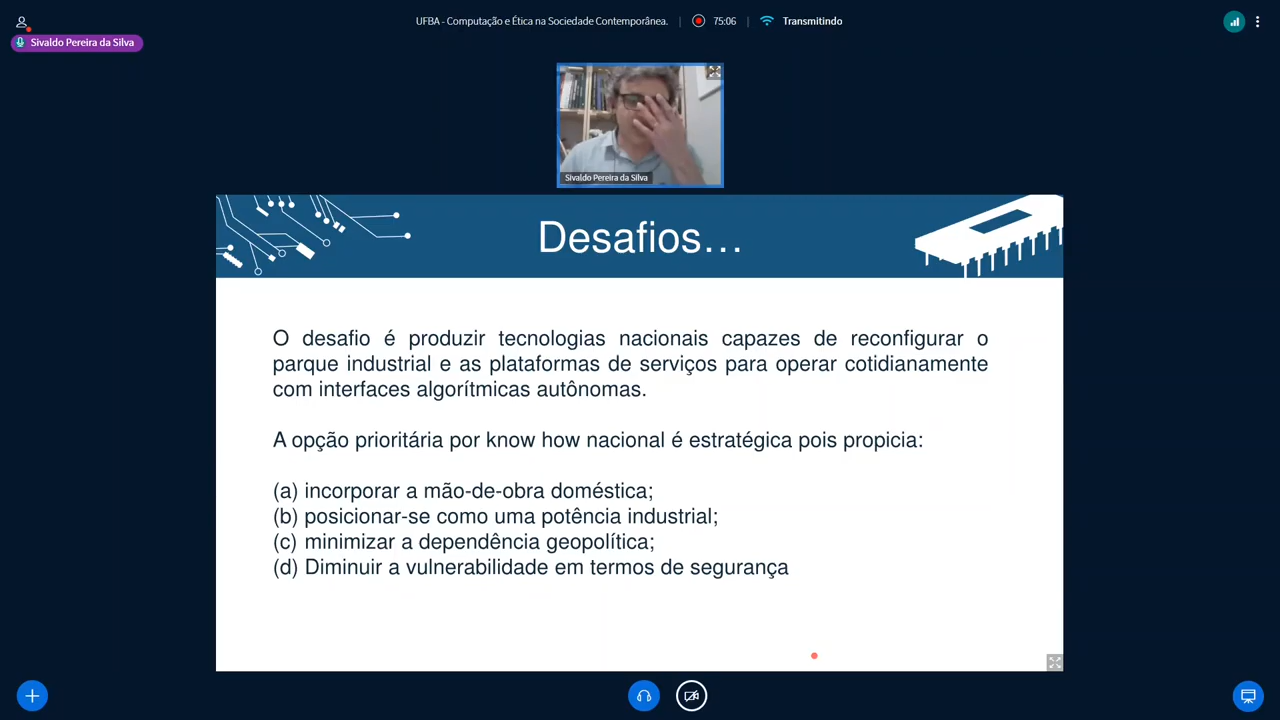 UFBA - Computação e Ética na Sociedade Contemporânea.
75:06
Transmitindo
Sivaldo Pereira da Silva
Sivaldo Pereira da Silva
Desafios…
O desafio é produzir tecnologias nacionais capazes de reconfigurar o
parque industrial e as plataformas de serviços para operar cotidianamente
com interfaces algorítmicas autônomas.
A opção prioritária por know how nacional é estratégica pois propicia:
(a) incorporar a mão-de-obra doméstica;
(b) posicionar-se como uma potência industrial;
(c) minimizar a dependência geopolítica;
(d) Diminuir a vulnerabilidade em termos de segurança